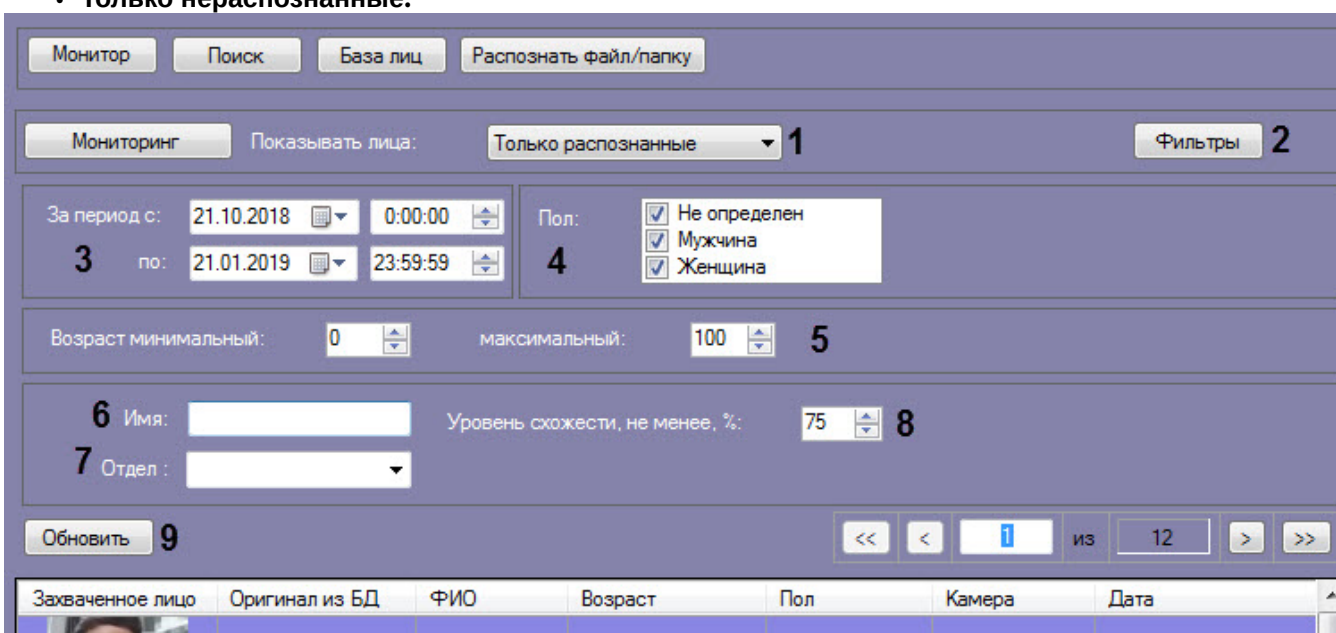 • Только нераспознанные.
Монитор Поиск База лиц Распознать файл/папку
Мониторинг Показывать лица: Только распознанные 1 Фильтры 2
За период с: 21.10.2018 0:00:00 Пол: Не определен
Мужчина
3 по: 21.01.2019 23:59:59 4 Женщина
Возраст минимальный: 0 максимальный: 100 5
6 Имя: Уровень схожести, не менее, %: 75 8
7 Отдел :
Обновить 9 << < 1 из 12 > >>
Захваченное лицо Оригинал из БД ФИО Возраст Пол Камера Дата